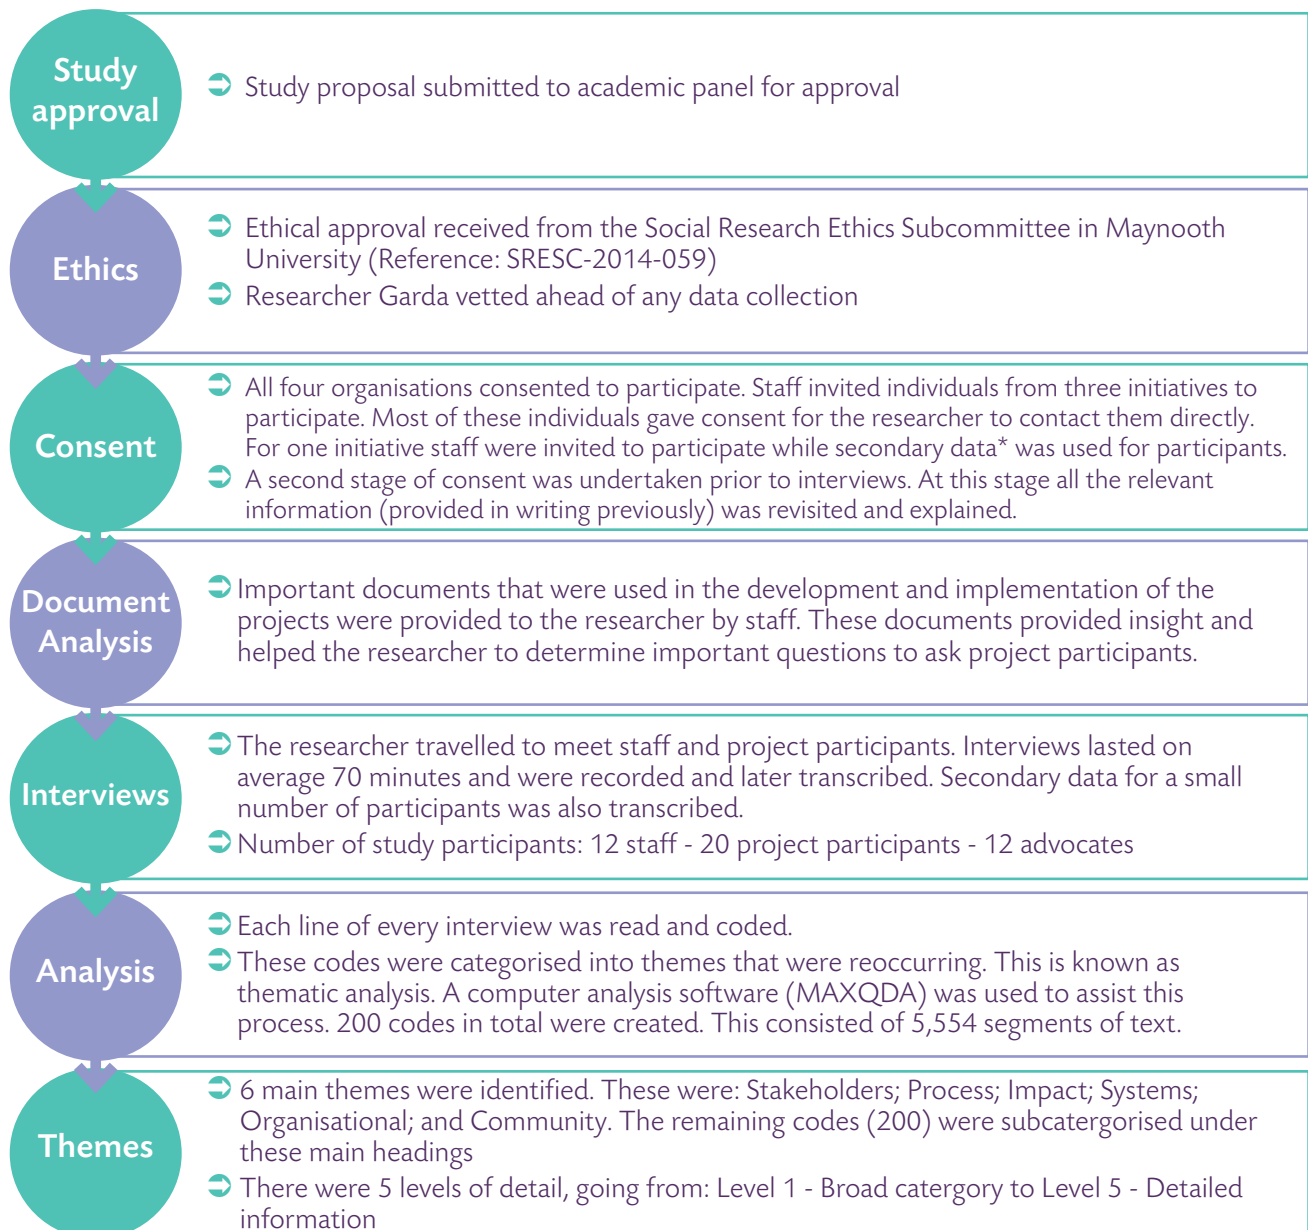 Study
approval
Study proposal submitted to academic panel for approval
Ethics
Ethical approval received from the Social Research Ethics Subcommittee in Maynooth
University (Reference: SRESC-2014-059)
Researcher Garda vetted ahead of any data collection
Consent
All four organisations consented to participate. Staff invited individuals from three initiatives to
participate. Most of these individuals gave consent for the researcher to contact them directly.
For one initiative staff were invited to participate while secondary data* was used for participants.
A second stage of consent was undertaken prior to interviews. At this stage all the relevant
information (provided in writing previously) was revisited and explained.
Document
Analysis
Important documents that were used in the development and implementation of the
projects were provided to the researcher by staff. These documents provided insight and
helped the researcher to determine important questions to ask project participants.
Interviews
The researcher travelled to meet staff and project participants. Interviews lasted on
average 70 minutes and were recorded and later transcribed. Secondary data for a small
number of participants was also transcribed.
Number of study participants: 12 staff - 20 project participants - 12 advocates
Analysis
Each line of every interview was read and coded.
These codes were categorised into themes that were reoccurring. This is known as
thematic analysis. A computer analysis software (MAXQDA) was used to assist this
process. 200 codes in total were created. This consisted of 5,554 segments of text.
Themes
6 main themes were identified. These were: Stakeholders; Process; Impact; Systems;
Organisational; and Community. The remaining codes (200) were subcatergorised under
these main headings
There were 5 levels of detail, going from: Level 1 - Broad catergory to Level 5 - Detailed
information